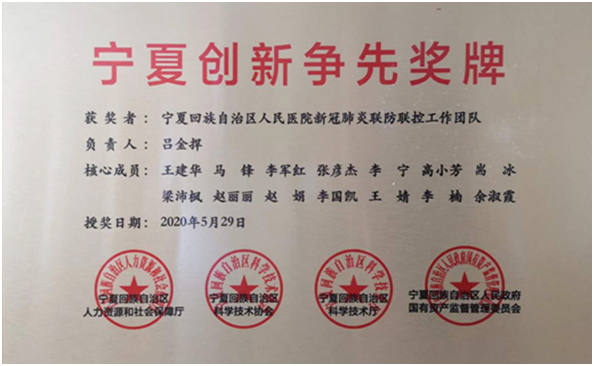 宁夏创新争先奖牌
获奖者：宁夏回族自治区人民医院新冠肺炎联防联控工作团队
负责人：吕金捍
核心成员：王建华 马锋 李军红 张彦杰 李宁 高小芳 耑冰
梁沛枫 赵丽丽 赵娟 李国凯 王婧 李楠 余淑霞
授奖日期：2020年5月29日
宁夏回族自治区人力资源和社会保障厅
宁夏回族自治区科学技术协会
宁夏回族自治区科学技术厅
宁夏回族自治区人民政府国有资产监督管理委员会